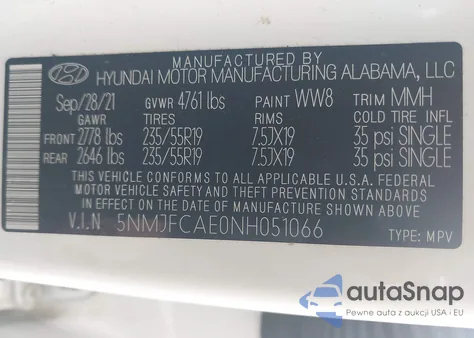 MANUFACTURED BY
HYUNDAI MOTOR MANUFACTURING ALABAMA, LLC
Sep/28/21 GVWR 4761 lbs PAINT WW8 TRIM MMH
GAWR TIRES RIMS COLD TIRE INFL
FRONT 2778 lbs 235/55R19 7.5JX19 35 psi SINGLE
REAR 2646 lbs 235/55R19 7.5JX19 35 psi SINGLE
THIS VEHICLE CONFORMS TO ALL APPLICABLE U.S.A. FEDERAL
MOTOR VEHICLE SAFETY AND THEFT PREVENTION STANDARDS IN
EFFECT ON THE DATE OF MANUFACTURE SHOWN ABOVE
V.I.N 5NMJFCAE0NH051066
TYPE: MPV
autoSnap
Pewne auta z aukcji USA i EU